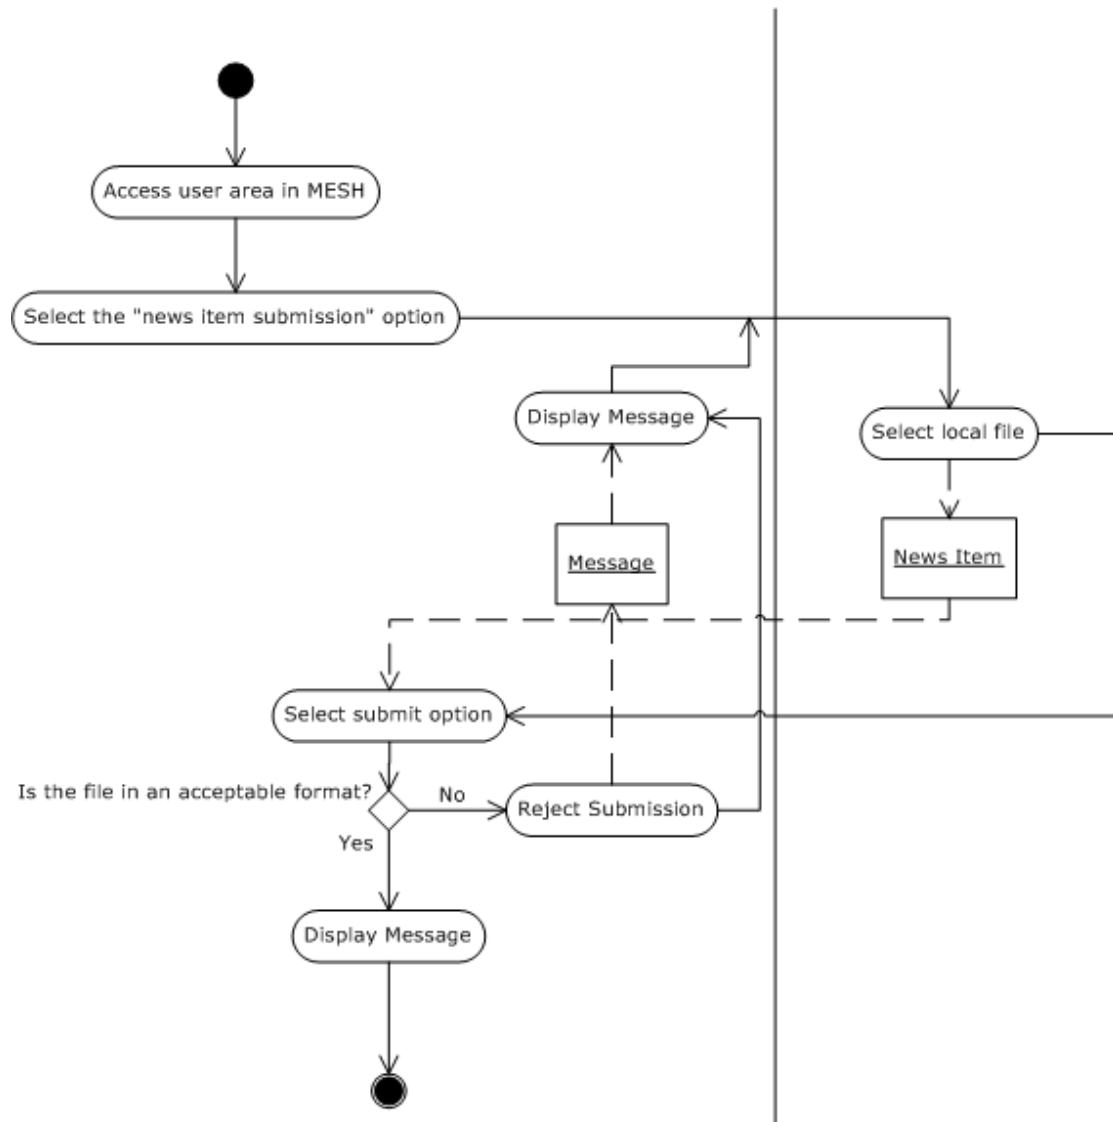 Access user area in MESH
Select the "news item submission" option
Display Message
Select local file
Message
News Item
Select submit option
Is the file in an acceptable format?
No
Reject Submission
Yes
Display Message